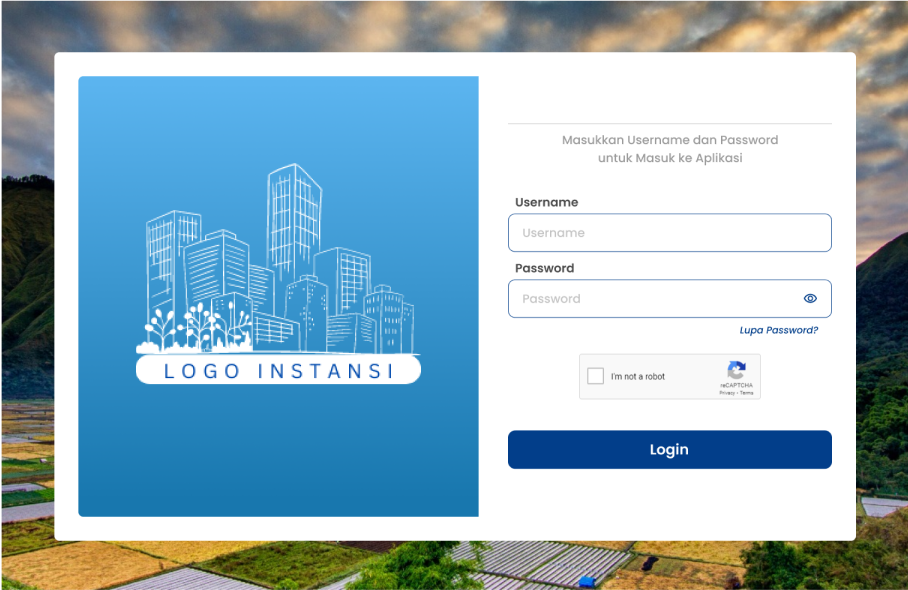 LOGO INSTANSI
Masukkan Username dan Password
untuk Masuk ke Aplikasi
Username
Username
Password
Password
Lupa Password?
I'm not a robot
reCAPTCHA
Privacy - Terms
Login